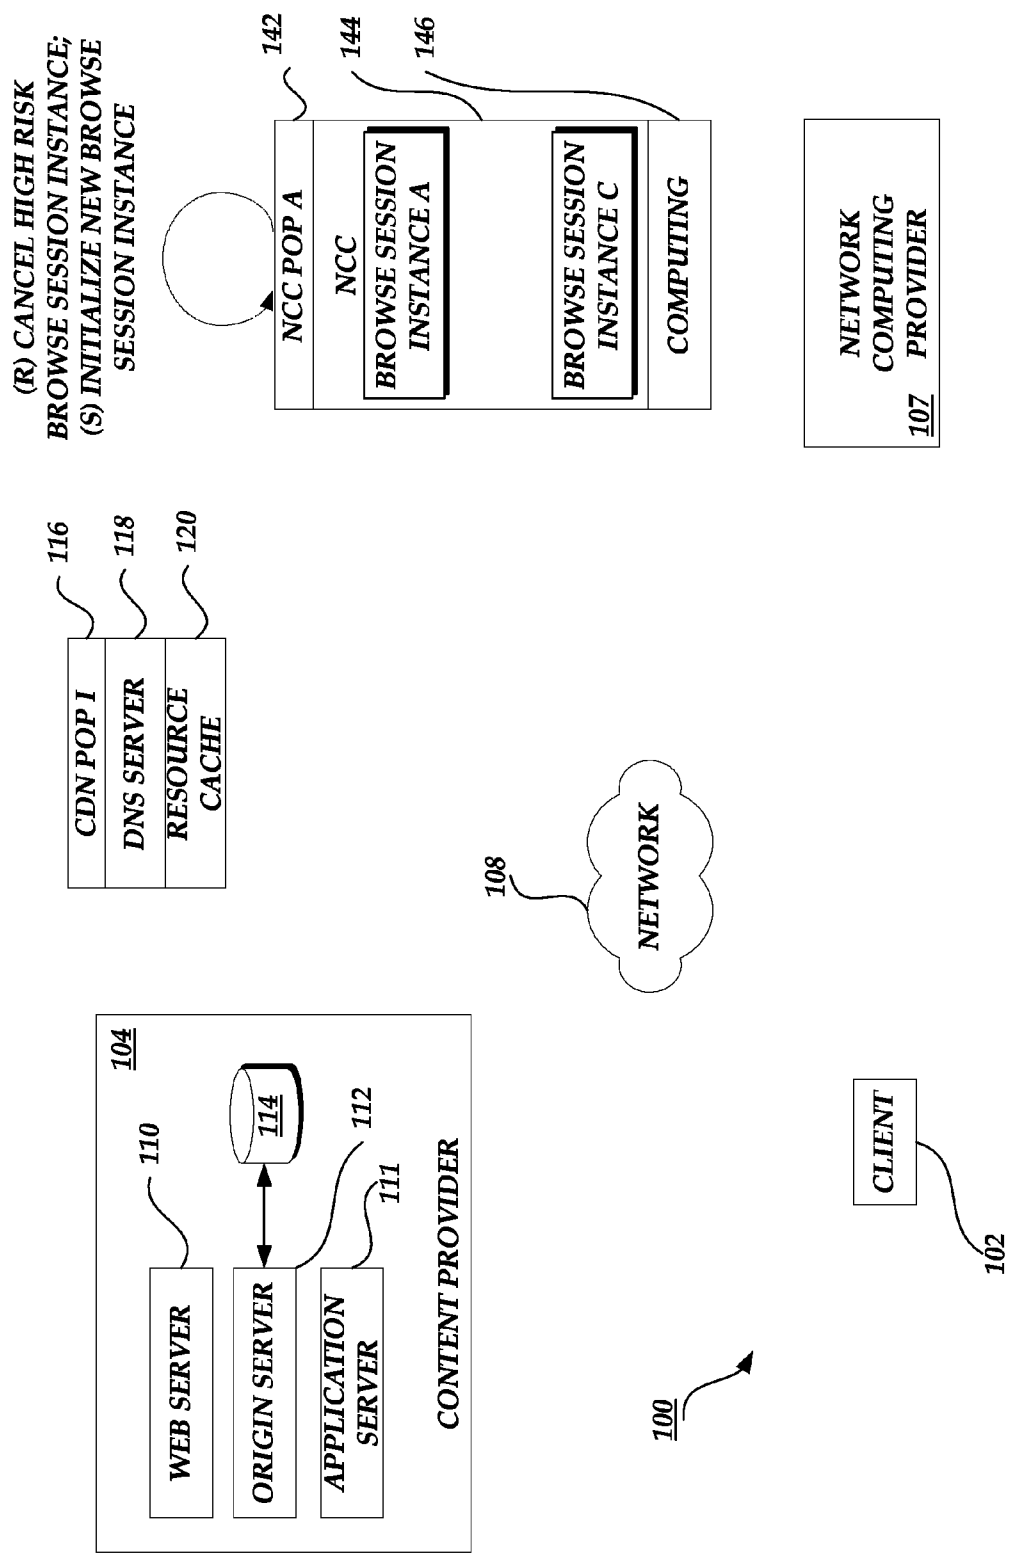 (R) CANCEL HIGH RISK
BROWSE SESSION INSTANCE;
(S) INITIALIZE NEW BROWSE
SESSION INSTANCE
104
110
WEB SERVER
114
ORIGIN SERVER
112
APPLICATION
SERVER
111
CONTENT PROVIDER
CDN POP 1
116
DNS SERVER
118
RESOURCE
CACHE
120
NCC POP A
142
NCC
144
BROWSE SESSION
INSTANCE A
BROWSE SESSION
INSTANCE C
COMPUTING
146
108
NETWORK
NETWORK
COMPUTING
PROVIDER
107
100
CLIENT
102